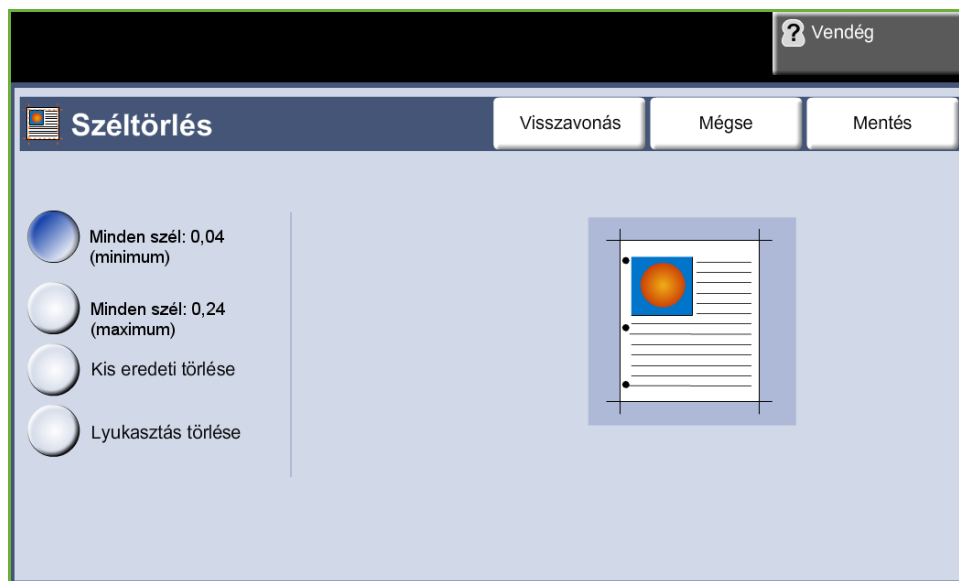 Vendég
Széltörlés
Visszavonás
Mégse
Mentés
Minden szél: 0,04
(minimum)
Minden szél: 0,24
(maximum)
Kis eredeti törlése
Lyukasztás törlése